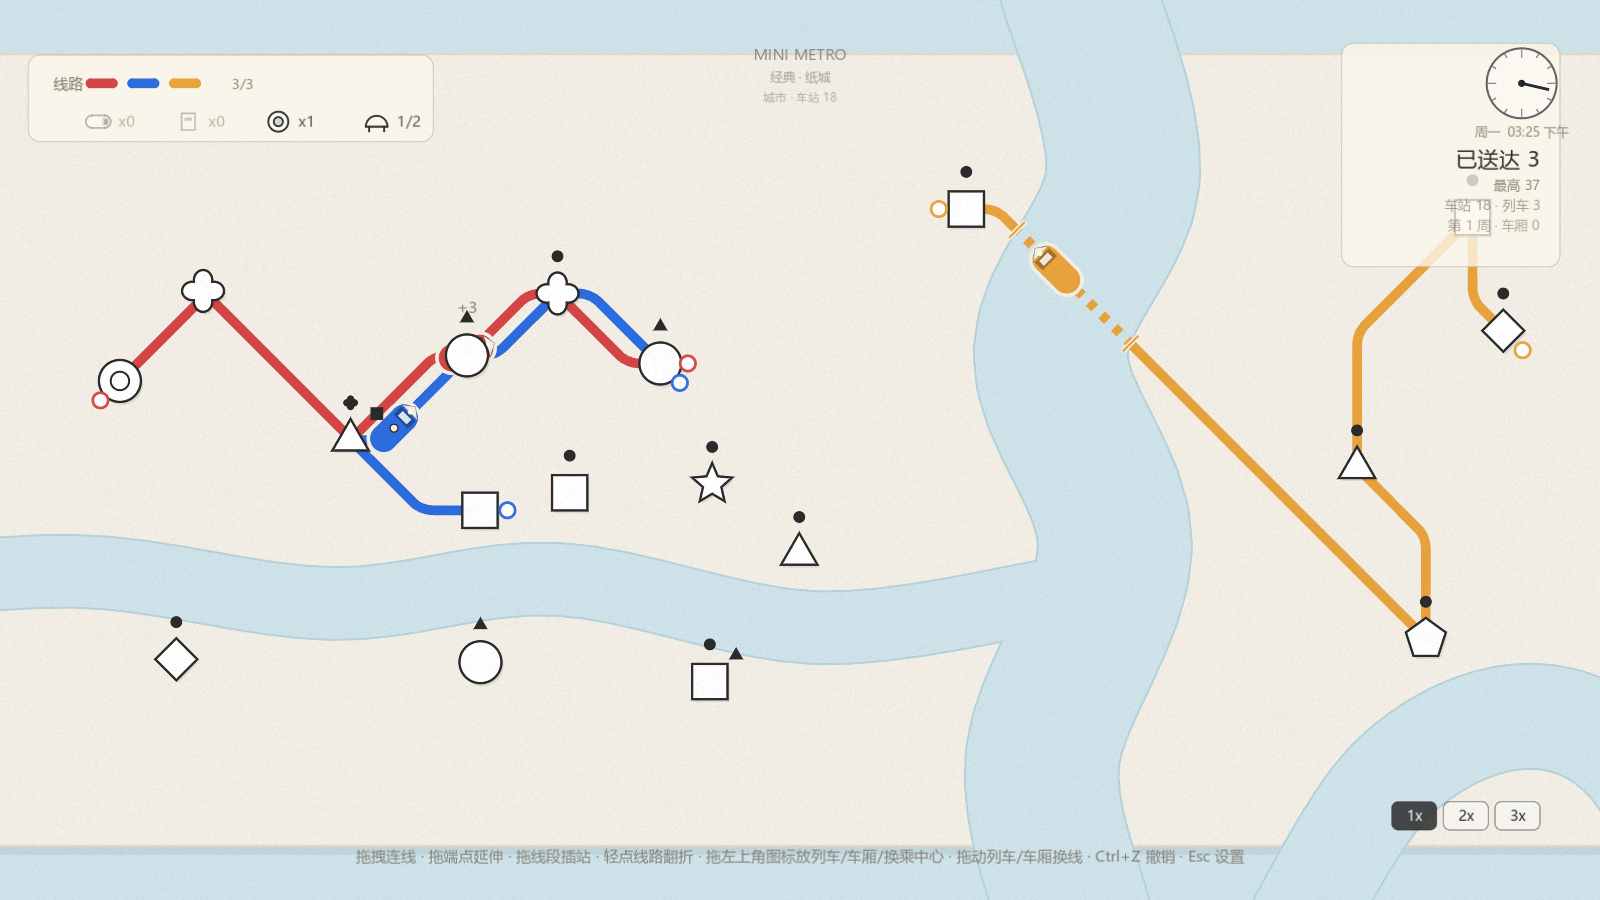 MINI METRO
经典 · 纸城
城市 · 车站 18
线路 3/3
x0 x0 x1 1/2
周一 03:25 下午
已送达 3
最高 37
车站 18 · 列车 3
第 1 周 · 车厢 0
+3
1x 2x 3x
拖拽连线 · 拖端点延伸 · 拖线段插站 · 轻点线路翻折 · 拖左上角图标放列车/车厢/换乘中心 · 拖动列车/车厢换线 · Ctrl+Z 撤销 · Esc 设置